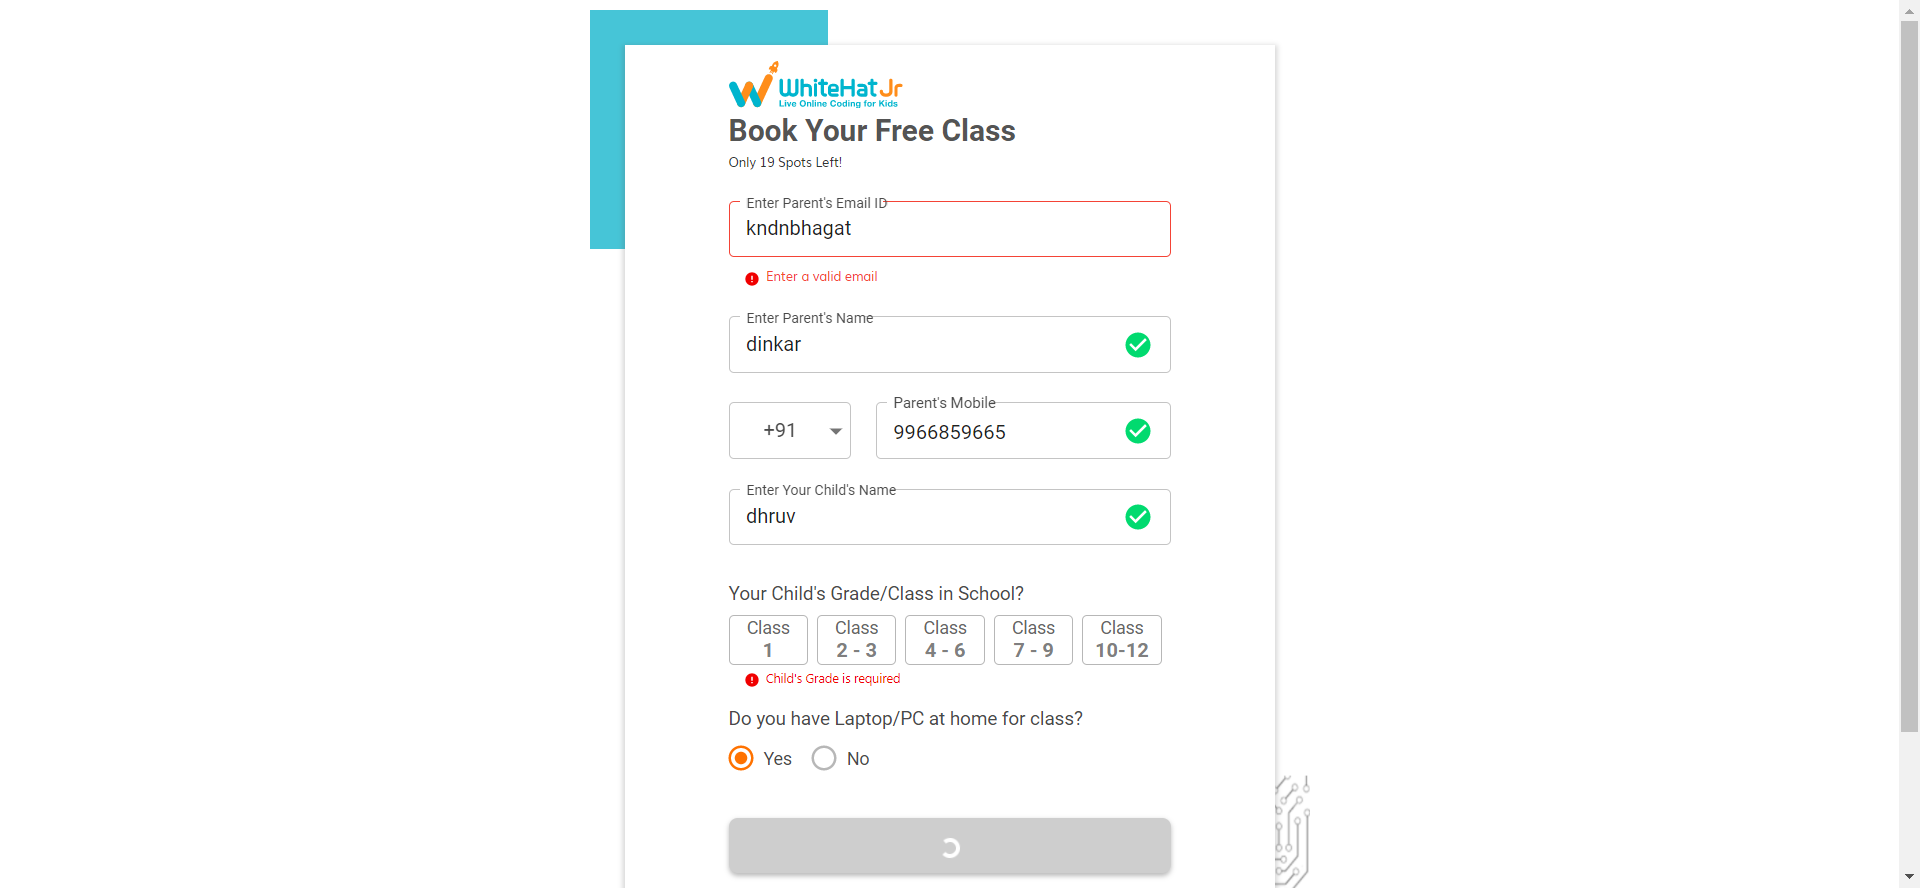 WhiteHat Jr
Live Online Coding for Kids
Book Your Free Class
Only 19 Spots Left!
Enter Parent's Email ID
kndnbhagat
Enter a valid email
Enter Parent's Name
dinkar
+91
Parent's Mobile
9966859665
Enter Your Child's Name
dhruv
Your Child's Grade/Class in School?
Class Class Class Class Class
1 2 - 3 4 - 6 7 - 9 10-12
Child's Grade is required
Do you have Laptop/PC at home for class?
Yes No